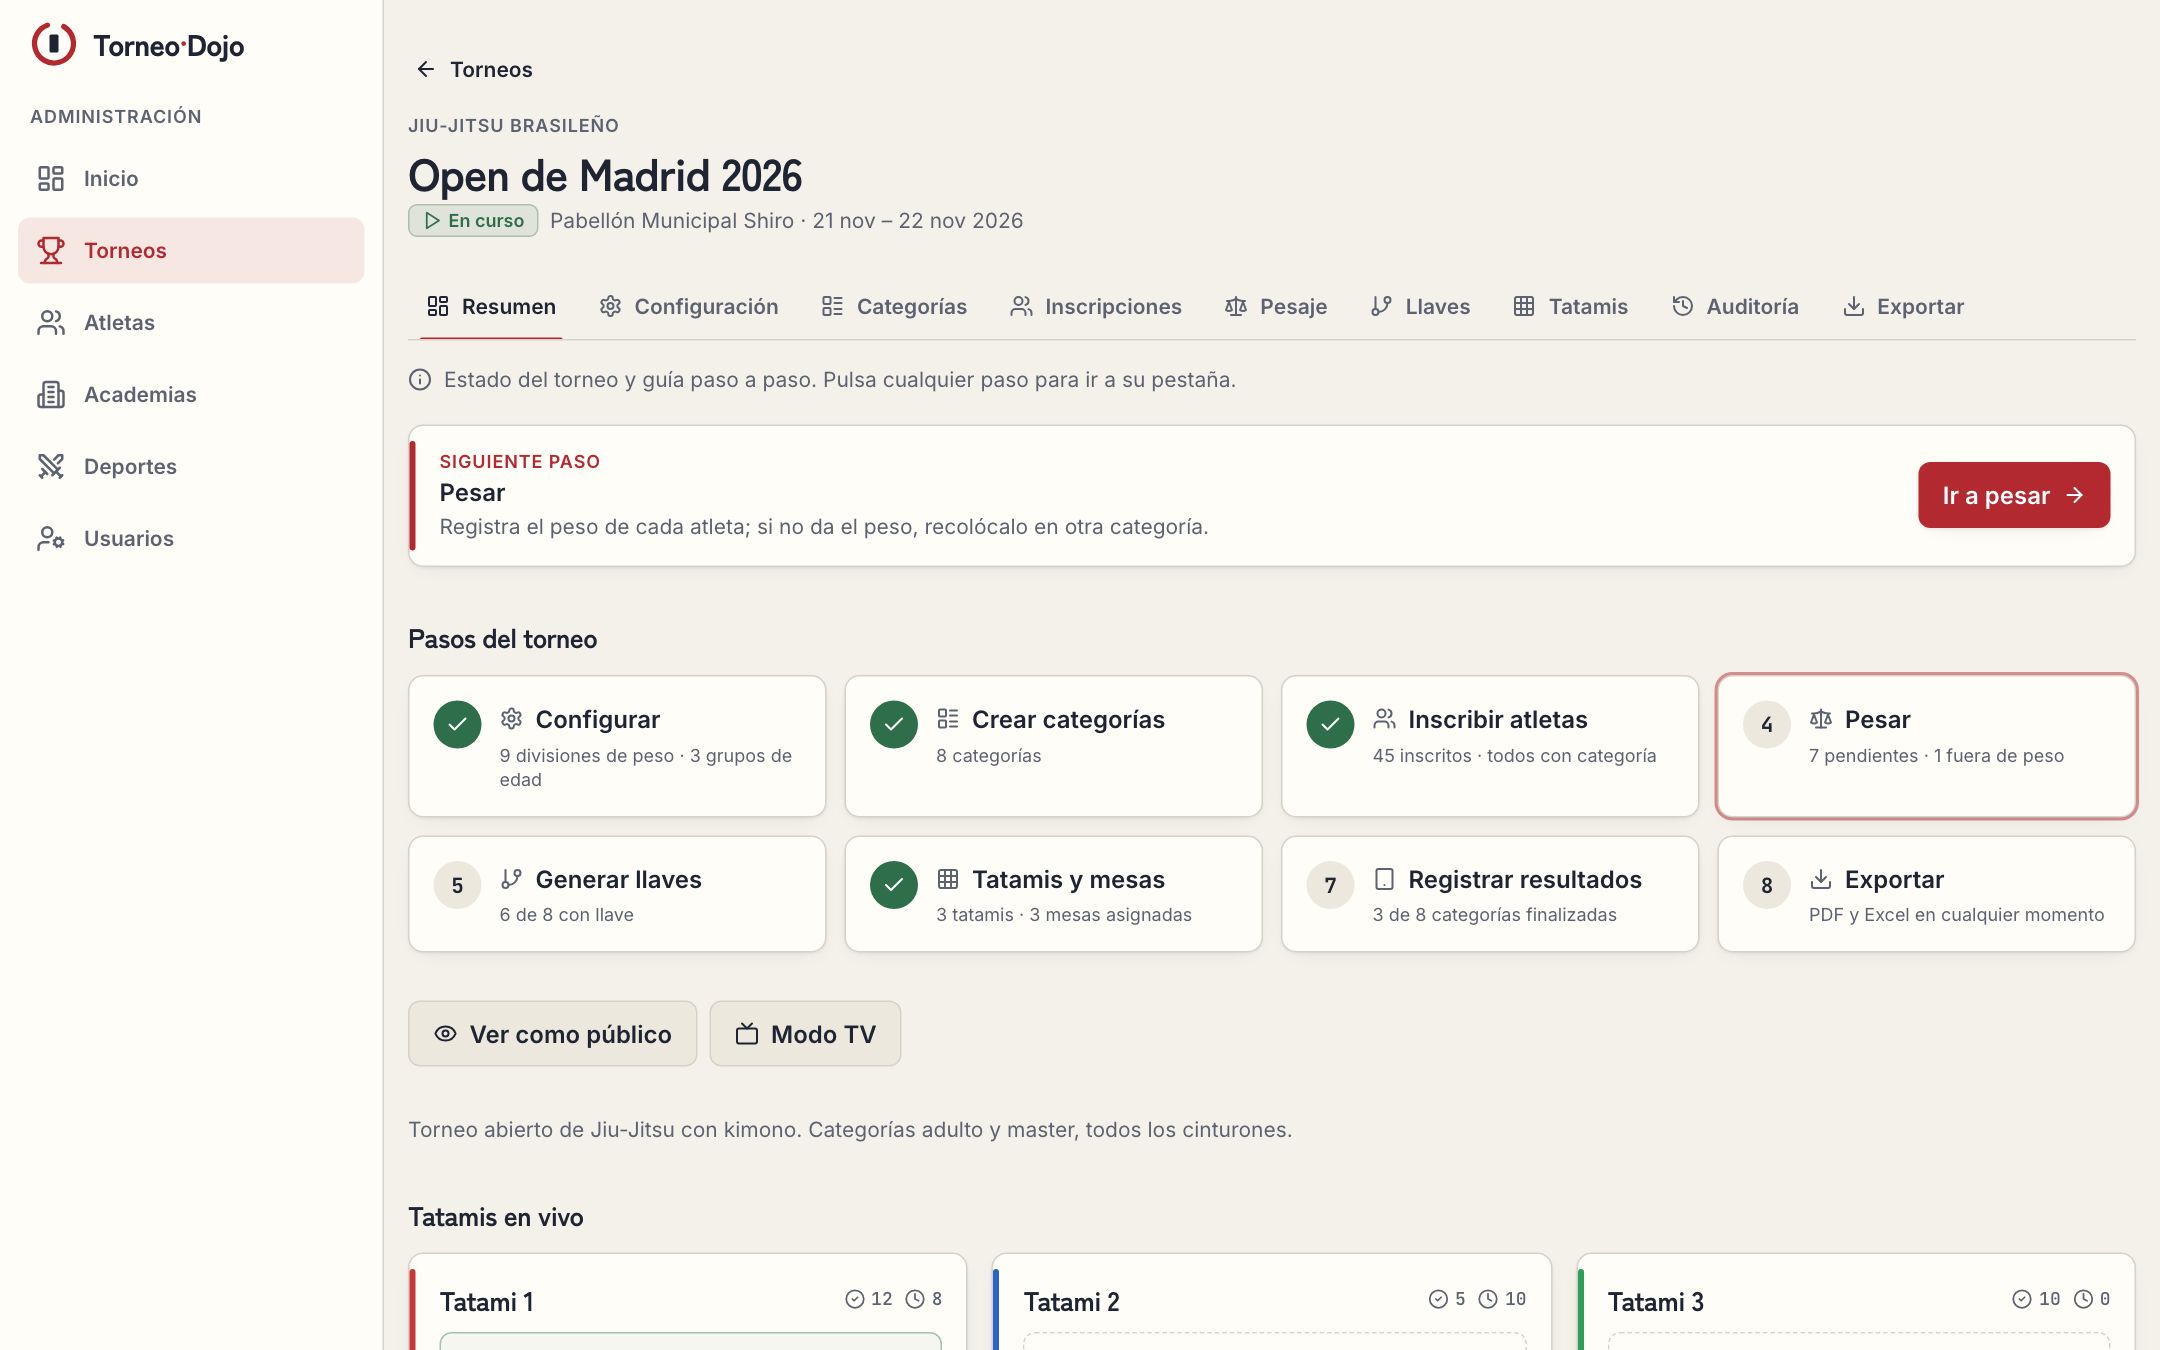 Torneo·Dojo
ADMINISTRACIÓN
Inicio
Torneos
Atletas
Academias
Deportes
Usuarios
Torneos
JIU-JITSU BRASILEÑO
Open de Madrid 2026
En curso
Pabellón Municipal Shiro · 21 nov – 22 nov 2026
Resumen
Configuración
Categorías
Inscripciones
Pesaje
Llaves
Tatamis
Auditoría
Exportar
Estado del torneo y guía paso a paso. Pulsa cualquier paso para ir a su pestaña.
SIGUIENTE PASO
Pesar
Registra el peso de cada atleta; si no da el peso, recolócalo en otra categoría.
Ir a pesar
Pasos del torneo
Configurar
9 divisiones de peso · 3 grupos de
edad
Crear categorías
8 categorías
Inscribir atletas
45 inscritos · todos con categoría
4
Pesar
7 pendientes · 1 fuera de peso
5
Generar llaves
6 de 8 con llave
Tatamis y mesas
3 tatamis · 3 mesas asignadas
7
Registrar resultados
3 de 8 categorías finalizadas
8
Exportar
PDF y Excel en cualquier momento
Ver como público
Modo TV
Torneo abierto de Jiu-Jitsu con kimono. Categorías adulto y master, todos los cinturones.
Tatamis en vivo
Tatami 1
12
8
Tatami 2
5
10
Tatami 3
10
0